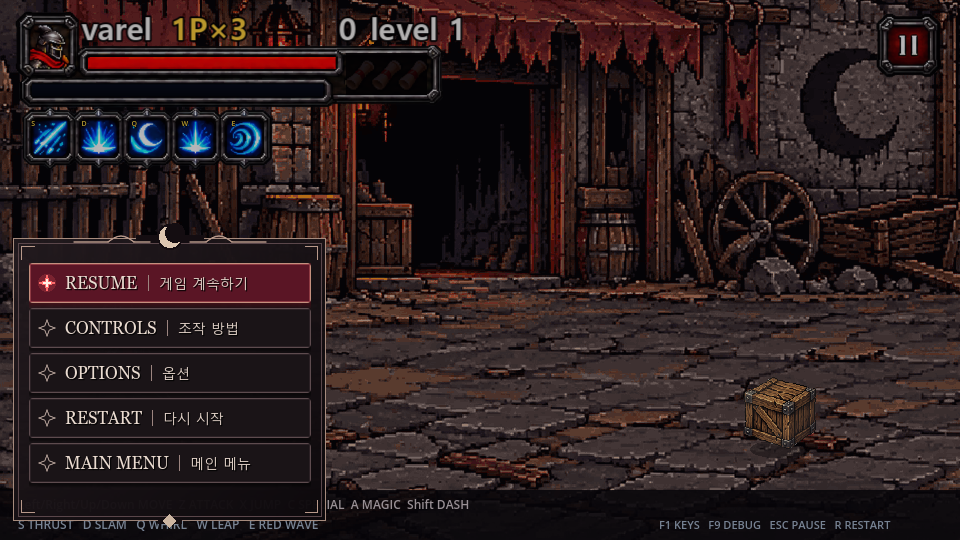 varel 1P×3 0 level 1
S D Q W E
RESUME | 게임 계속하기
CONTROLS | 조작 방법
OPTIONS | 옵션
RESTART | 다시 시작
MAIN MENU | 메인 메뉴
A MAGIC Shift DASH
S THRUST D SLAM Q WHIRL W LEAP E RED WAVE
F1 KEYS F9 DEBUG ESC PAUSE R RESTART